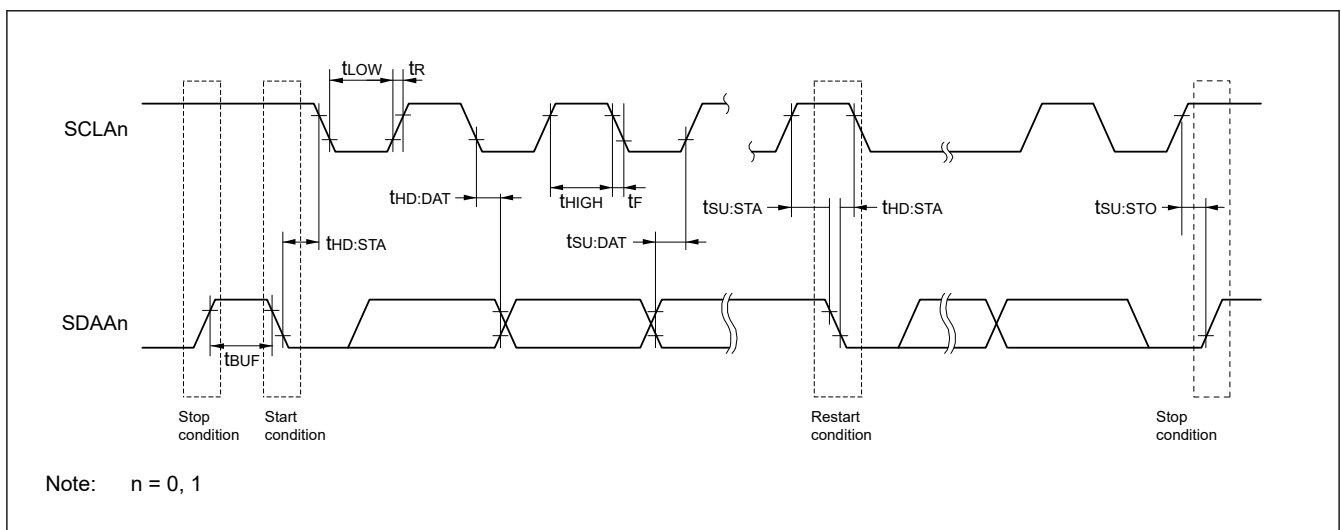 tLOW tR
SCLAn
tHD:DAT tHIGH tF tSU:STA tHD:STA tSU:STO
tHD:STA tSU:DAT
SDAAn
tBUF
Stop condition
Start condition
Restart condition
Stop condition
Note: n = 0, 1